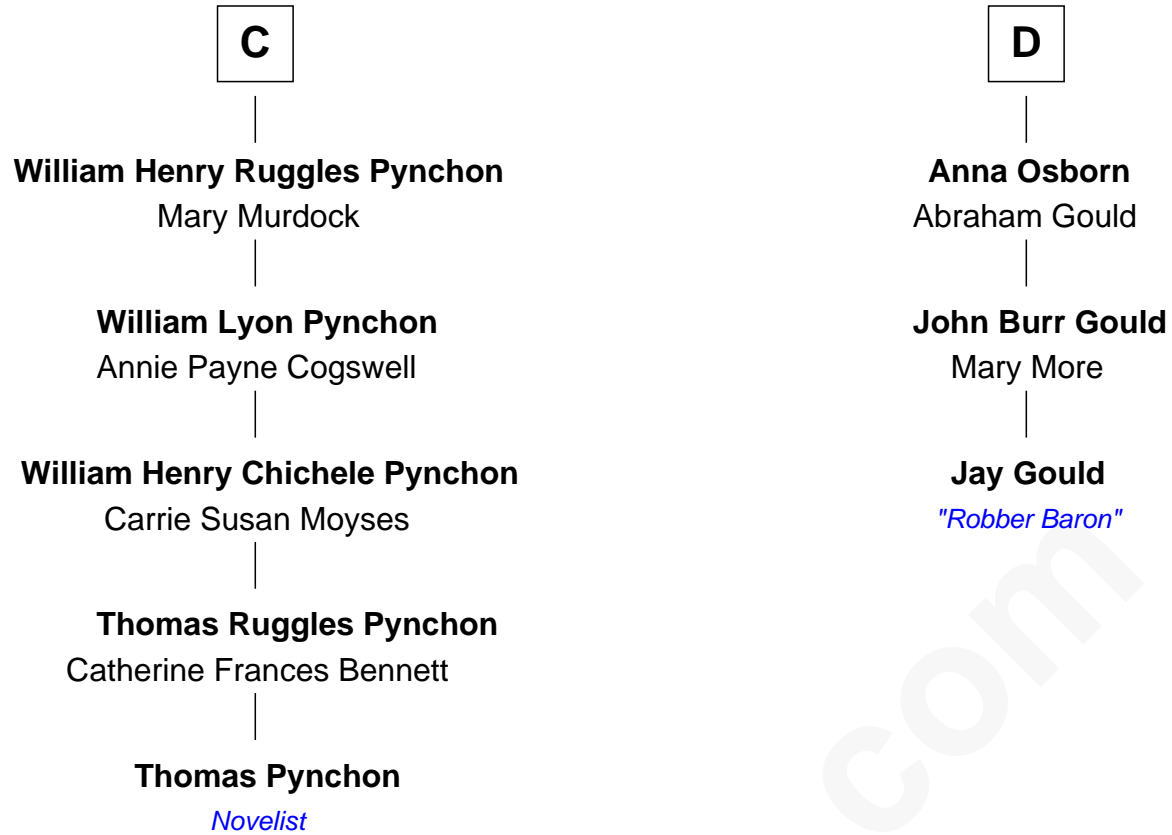 C
William Henry Ruggles Pynchon
Mary Murdock
William Lyon Pynchon
Annie Payne Cogswell
William Henry Chichele Pynchon
Carrie Susan Moyses
Thomas Ruggles Pynchon
Catherine Frances Bennett
Thomas Pynchon
Novelist
D
Anna Osborn
Abraham Gould
John Burr Gould
Mary More
Jay Gould
"Robber Baron"
com